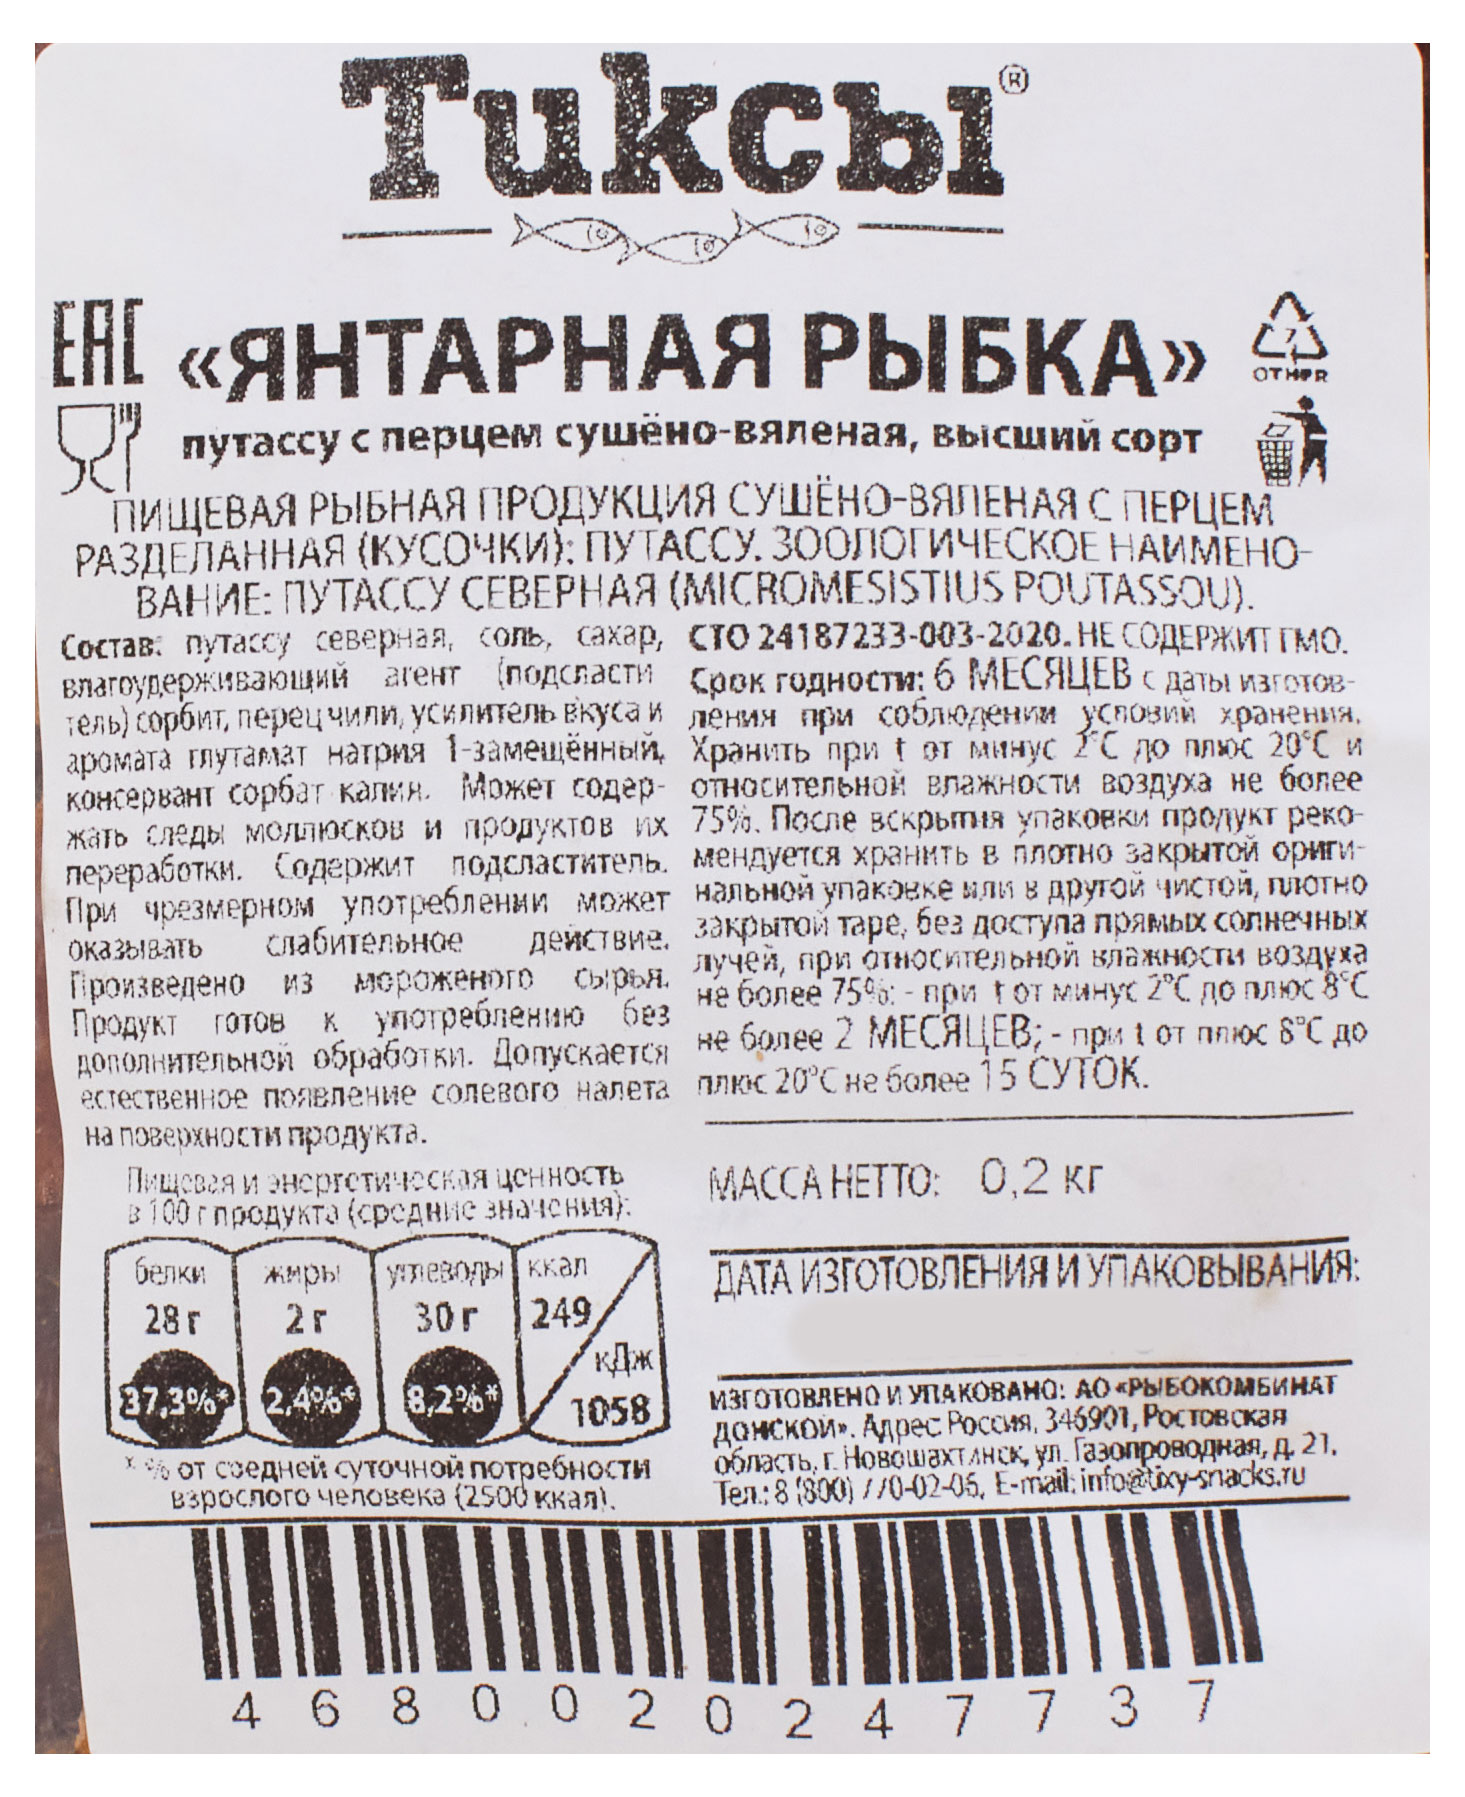 Тиксы®
ЕАС
«ЯНТАРНАЯ РЫБКА»
7
OTHER
путассу с перцем сушёно-вяленая, высший сорт
ПИЩЕВАЯ РЫБНАЯ ПРОДУКЦИЯ СУШЁНО-ВЯЛЕНАЯ С ПЕРЦЕМ
РАЗДЕЛАННАЯ (КУСОЧКИ): ПУТАССУ. ЗООЛОГИЧЕСКОЕ НАИМЕНО-
ВАНИЕ: ПУТАССУ СЕВЕРНАЯ (MICROMESISTIUS POUTASSOU).
Состав: путассу северная, соль, сахар,
влагоудерживающий агент (подсласти
тель) сорбит, перец чили, усилитель вкуса и
аромата глутамат натрия 1-замещённый,
консервант сорбат калия. Может содер-
жать следы моллюсков и продуктов их
переработки. Содержит подсластитель.
При чрезмерном употреблении может
оказывать слабительное действие.
Произведено из мороженого сырья.
Продукт готов к употреблению без
дополнительной обработки. Допускается
естественное появление солевого налета
на поверхности продукта.
Пищевая и энергетическая ценность
в 100 г продукта (средние значения):
белки жиры углеводы ккал
28 г 2 г 30 г 249
кДж
37,3%* 2,4%* 8,2%* 1058
* % от средней суточной потребности
взрослого человека (2500 ккал).
СТО 24187233-003-2020. НЕ СОДЕРЖИТ ГМО.
Срок годности: 6 МЕСЯЦЕВ с даты изготов-
ления при соблюдении условий хранения.
Хранить при t от минус 2°С до плюс 20°С и
относительной влажности воздуха не более
75%. После вскрытия упаковки продукт реко-
мендуется хранить в плотно закрытой ориги-
нальной упаковке или в другой чистой, плотно
закрытой таре, без доступа прямых солнечных
лучей, при относительной влажности воздуха
не более 75%: - при t от минус 2°С до плюс 8°С
не более 2 МЕСЯЦЕВ; - при t от плюс 8°С до
плюс 20°С не более 15 СУТОК.
МАССА НЕТТО: 0,2 кг
ДАТА ИЗГОТОВЛЕНИЯ И УПАКОВЫВАНИЯ:
ИЗГОТОВЛЕНО И УПАКОВАНО: АО «РЫБОКОМБИНАТ
ДОНСКОЙ». Адрес: Россия, 346901, Ростовская
область, г. Новошахтинск, ул. Газопроводная, д. 21.
Тел.: 8 (800) 770-02-06, E-mail: info@tixy-snacks.ru
4680020247737